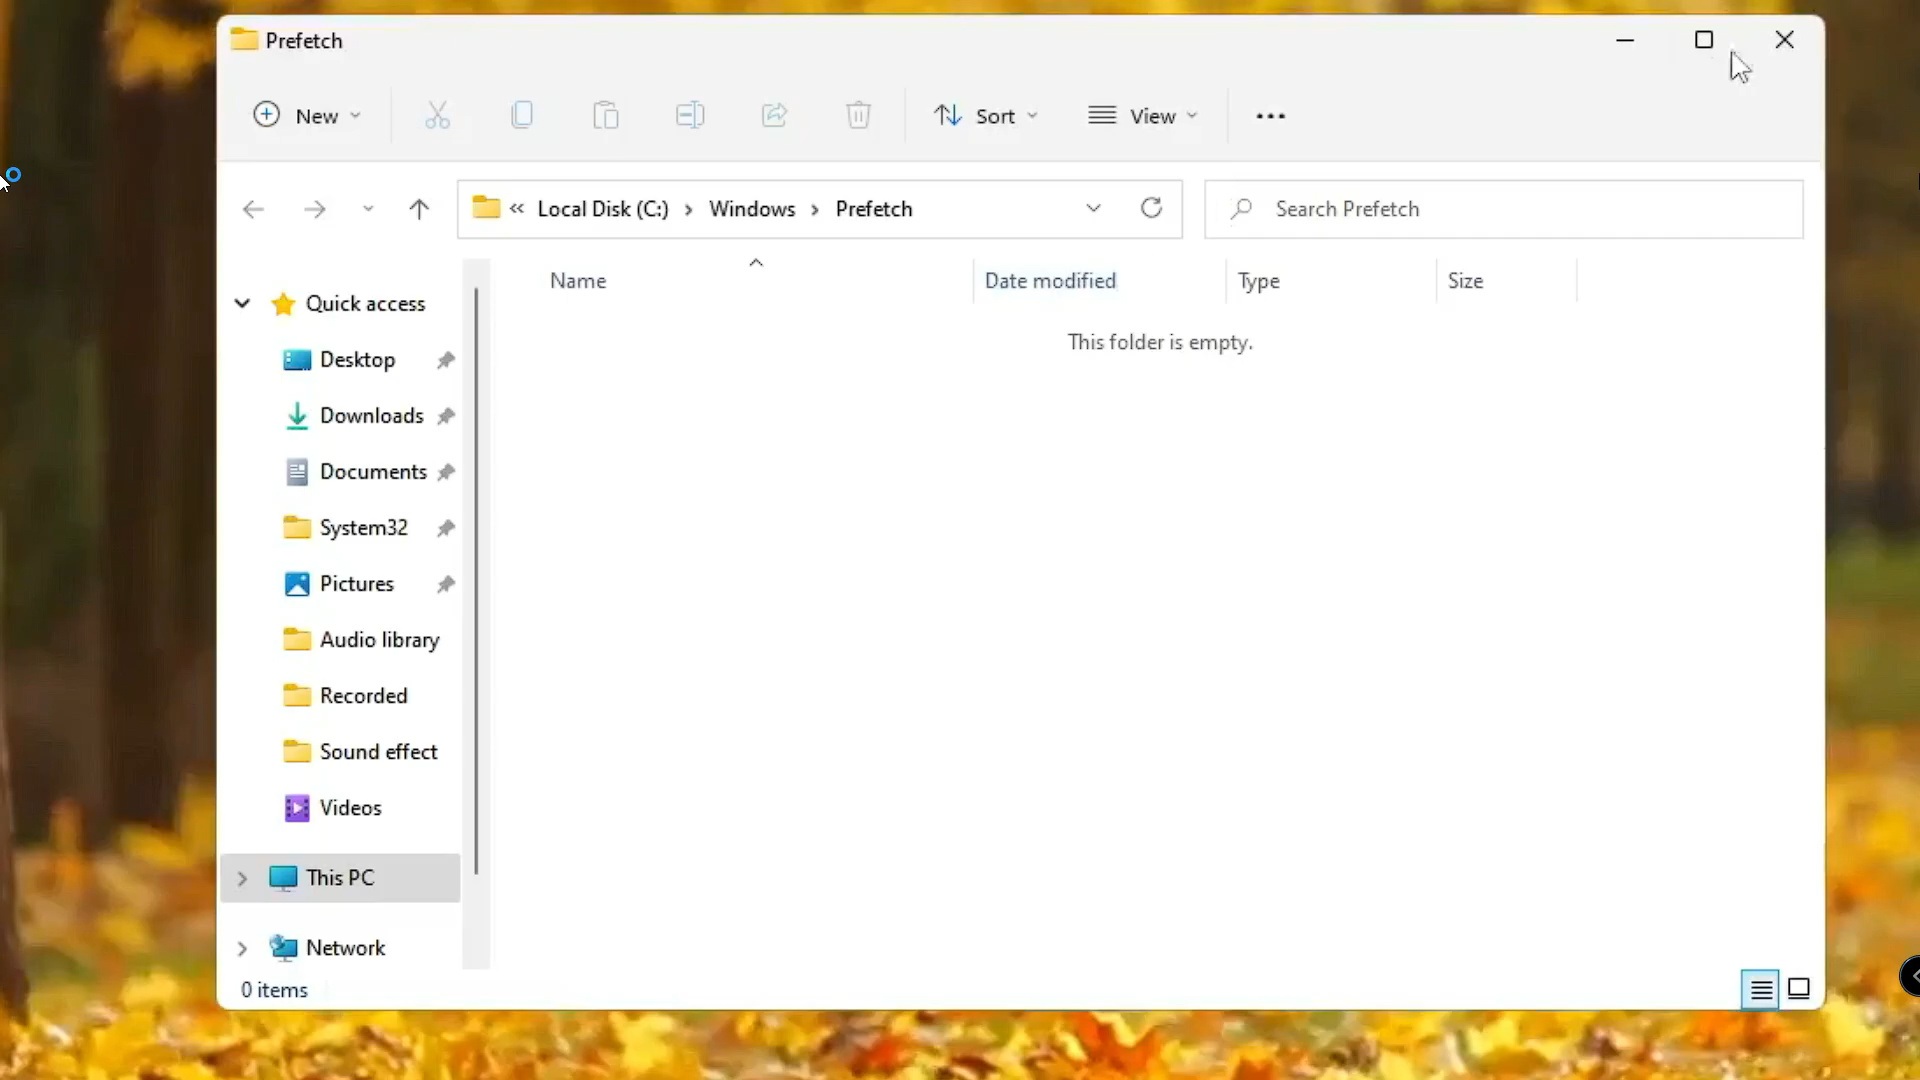 Prefetch
New
Sort
View
Local Disk (C:)
Windows
Prefetch
Search Prefetch
Name
Date modified
Type
Size
This folder is empty.
Quick access
Desktop
Downloads
Documents
System32
Pictures
Audio library
Recorded
Sound effect
Videos
This PC
Network
0 items